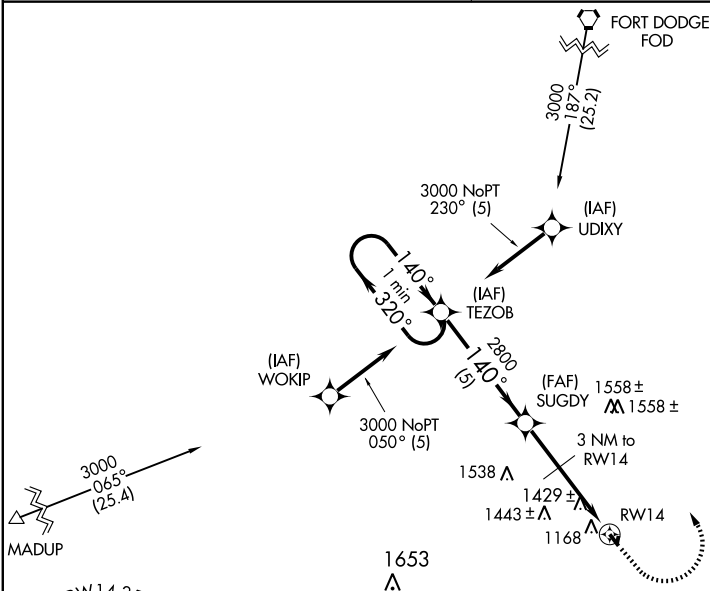 FORT DODGE
FOD
3000
187°
(25.2)
3000 NoPT
230° (5)
(IAF)
UDIXY
140°
1 min
320°
(IAF)
TEZOB
(IAF)
WOKIP
2800
140°
(5)
3000 NoPT
050° (5)
(FAF)
SUGDY
1558 ±
1558 ±
3 NM to
RW14
3000
065°
(25.4)
MADUP
1538
1429 ±
1443 ±
1168
RW14
1653